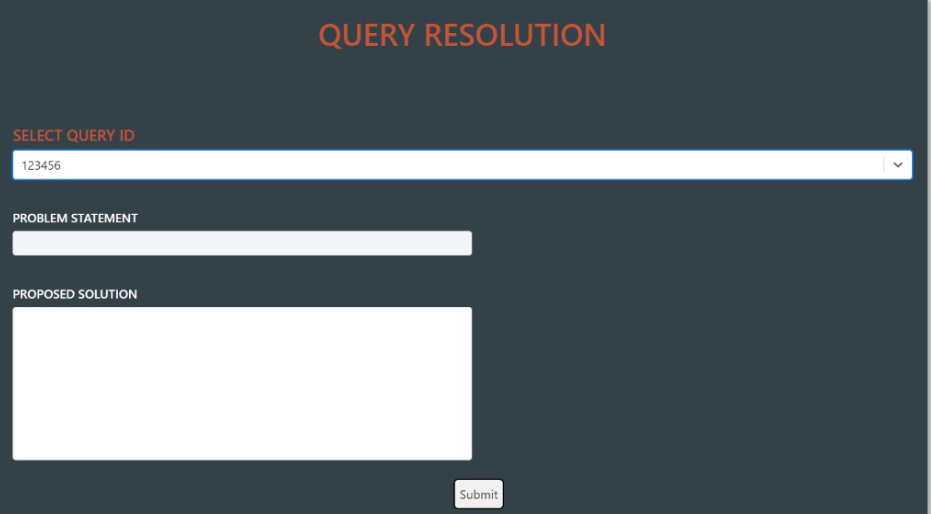 QUERY RESOLUTION
SELECT QUERY ID
123456
PROBLEM STATEMENT
PROPOSED SOLUTION
Submit